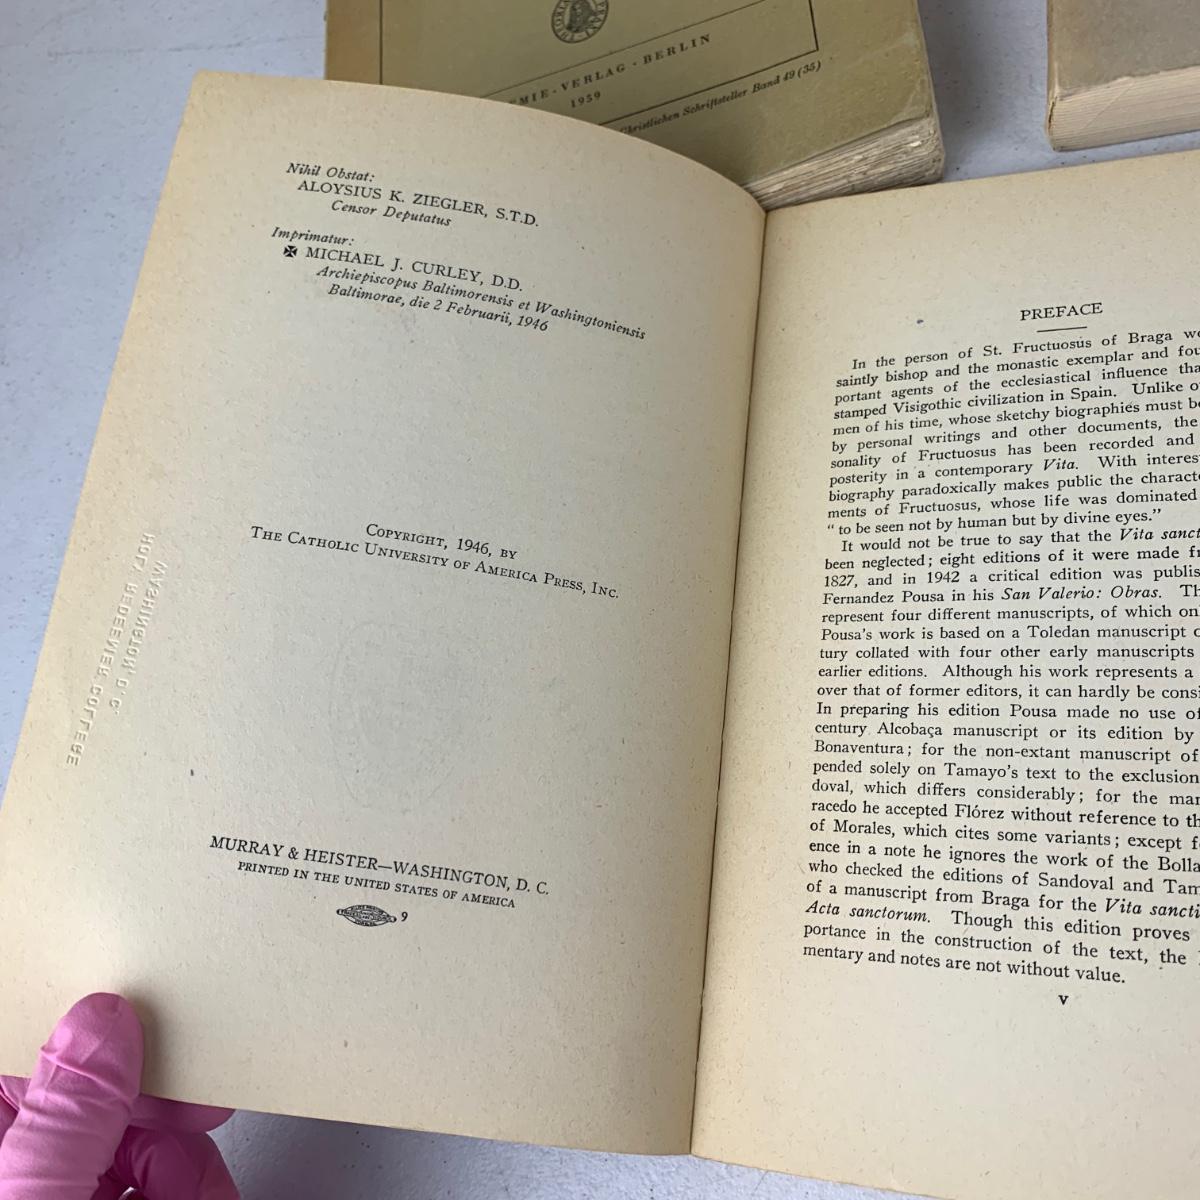 MIE-VERLAG · BERLIN
1959
Christlichen Schriftsteller Band 49 (35)
Nihil Obstat:
ALOYSIUS K. ZIEGLER, S.T.D.
Censor Deputatus
Imprimatur:
✠ MICHAEL J. CURLEY, D.D.
Archiepiscopus Baltimorensis et Washingtoniensis
Baltimorae, die 2 Februarii, 1946
COPYRIGHT, 1946, BY
THE CATHOLIC UNIVERSITY OF AMERICA PRESS, INC.
HOLY REDEEMER COLLEGE
WASHINGTON, D. C.
MURRAY & HEISTER—WASHINGTON, D. C.
PRINTED IN THE UNITED STATES OF AMERICA
9
PREFACE
In the person of St. Fructuosus of Braga we
saintly bishop and the monastic exemplar and fou
portant agents of the ecclesiastical influence tha
stamped Visigothic civilization in Spain. Unlike o
men of his time, whose sketchy biographies must be
by personal writings and other documents, the
sonality of Fructuosus has been recorded and
posterity in a contemporary Vita. With interes
biography paradoxically makes public the characte
ments of Fructuosus, whose life was dominated
“to be seen not by human but by divine eyes.”
It would not be true to say that the Vita sanct
been neglected; eight editions of it were made fr
1827, and in 1942 a critical edition was publis
Fernandez Pousa in his San Valerio: Obras. Th
represent four different manuscripts, of which on
Pousa's work is based on a Toledan manuscript o
tury collated with four other early manuscripts
earlier editions. Although his work represents a
over that of former editors, it can hardly be consi
In preparing his edition Pousa made no use of
century Alcobaça manuscript or its edition by
Bonaventura; for the non-extant manuscript of
pended solely on Tamayo's text to the exclusion
doval, which differs considerably; for the man
racedo he accepted Flórez without reference to th
of Morales, which cites some variants; except f
ence in a note he ignores the work of the Bolla
who checked the editions of Sandoval and Tam
of a manuscript from Braga for the Vita sancti
Acta sanctorum. Though this edition proves
portance in the construction of the text, the
mentary and notes are not without value.
v